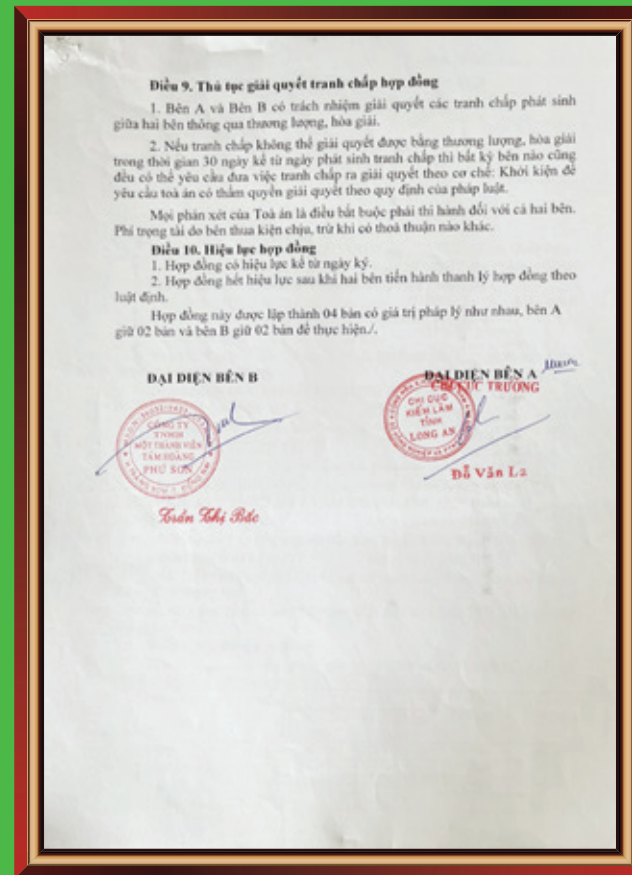 Điều 9. Thủ tục giải quyết tranh chấp hợp đồng
1. Bên A và Bên B có trách nhiệm giải quyết các tranh chấp phát sinh
giữa hai bên thông qua thương lượng, hòa giải.
2. Nếu tranh chấp không thể giải quyết được bằng thương lượng, hòa giải
trong thời gian 30 ngày kể từ ngày phát sinh tranh chấp thì bất kỳ bên nào cũng
đều có thể yêu cầu đưa việc tranh chấp ra giải quyết theo cơ chế: Khởi kiện để
yêu cầu toà án có thẩm quyền giải quyết theo quy định của pháp luật.
Mọi phán xét của Toà án là điều bắt buộc phải thi hành đối với cả hai bên.
Phí trọng tài do bên thua kiện chịu, trừ khi có thoả thuận nào khác.
Điều 10. Hiệu lực hợp đồng
1. Hợp đồng có hiệu lực kể từ ngày ký.
2. Hợp đồng hết hiệu lực sau khi hai bên tiến hành thanh lý hợp đồng theo
luật định.
Hợp đồng này được lập thành 04 bản có giá trị pháp lý như nhau, bên A
giữ 02 bản và bên B giữ 02 bản để thực hiện./.
ĐẠI DIỆN BÊN B
ĐẠI DIỆN BÊN A
CHI CỤC TRƯỞNG
CÔNG TY
TNHH
MỘT THÀNH VIÊN
TÂM HOÀNG
PHÚ SƠN
CHI CỤC
KIỂM LÂM
TỈNH
LONG AN
Đỗ Văn La
Trần Thị Bắc